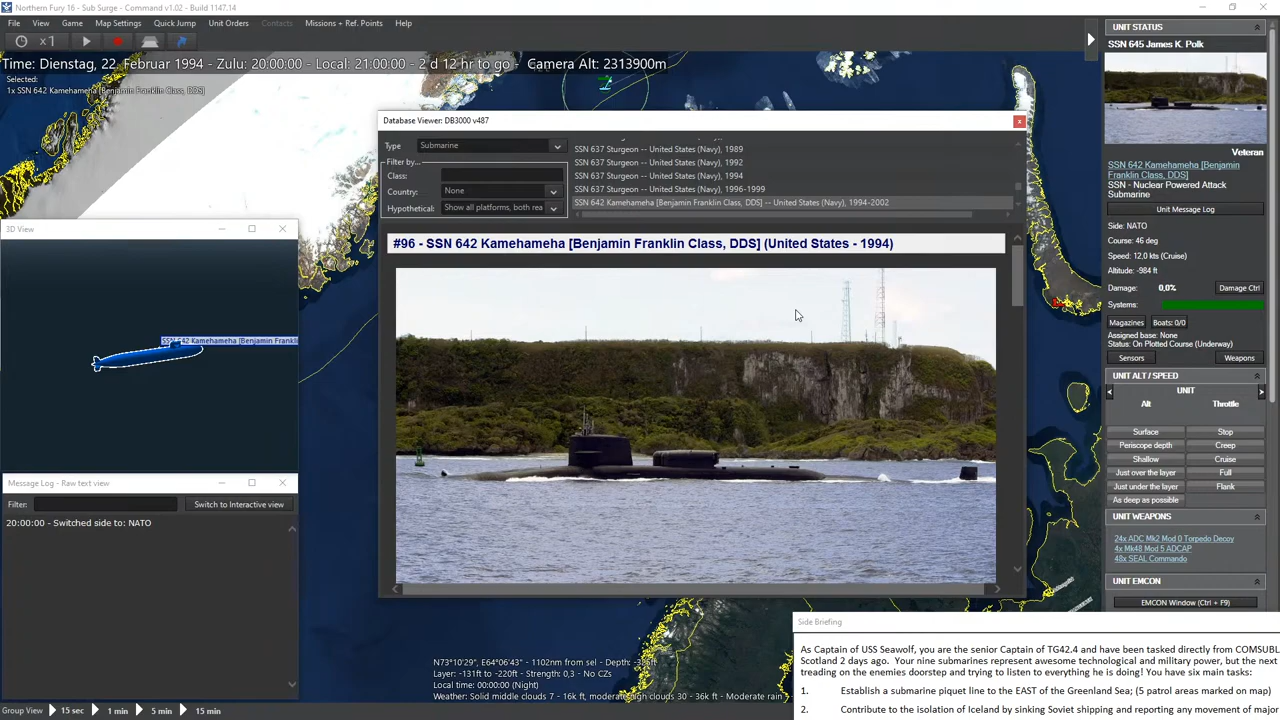 Northern Fury 16 - Sub Surge - Command v1.02 - Build 1147.14
File View Game Map Settings Quick Jump Unit Orders Contacts Missions + Ref. Points Help
x1
Time: Dienstag, 22. Februar 1994 - Zulu: 20:00:00 - Local: 21:00:00 - 2 d 12 hr to go - Camera Alt: 2313900m
Selected:
1x SSN 642 Kamehameha [Benjamin Franklin Class, DDS]
Database Viewer: DB3000 v487
Type Submarine
Filter by...
Class:
Country: None
Hypothetical: Show all platforms, both rea
SSN 637 Sturgeon -- United States (Navy), 1989
SSN 637 Sturgeon -- United States (Navy), 1992
SSN 637 Sturgeon -- United States (Navy), 1994
SSN 637 Sturgeon -- United States (Navy), 1996-1999
SSN 642 Kamehameha [Benjamin Franklin Class, DDS] -- United States (Navy), 1994-2002
#96 - SSN 642 Kamehameha [Benjamin Franklin Class, DDS] (United States - 1994)
3D View
SSN 642 Kamehameha [Benjamin Frankli
Message Log - Raw text view
Filter: Switch to Interactive view
20:00:00 - Switched side to: NATO
N73°10'29", E64°06'43" - 1102nm from sel - Depth:
Layer: -131ft to -220ft - Strength: 0,3 - No CZs
Local time: 00:00:00 (Night)
Weather: Solid middle clouds 7 - 16k ft, moderate high clouds 30 - 36k ft - Moderate rain
Group View 15 sec 1 min 5 min 15 min
UNIT STATUS
SSN 645 James K. Polk
Veteran
SSN 642 Kamehameha [Benjamin
Franklin Class, DDS]
SSN - Nuclear Powered Attack
Submarine
Unit Message Log
Side: NATO
Course: 46 deg
Speed: 12,0 kts (Cruise)
Altitude: -984 ft
Damage: 0,0% Damage Ctrl
Systems:
Magazines Boats: 0/0
Assigned base: None
Status: On Plotted Course (Underway)
Sensors Weapons
UNIT ALT / SPEED
UNIT
Alt Throttle
Surface Stop
Periscope depth Creep
Shallow Cruise
Just over the layer Full
Just under the layer Flank
As deep as possible
UNIT WEAPONS
24x ADC Mk2 Mod 0 Torpedo Decoy
4x Mk48 Mod 5 ADCAP
48x SEAL Commando
UNIT EMCON
EMCON Window (Ctrl + F9)
Side Briefing
As Captain of USS Seawolf, you are the senior Captain of TG42.4 and have been tasked directly from COMSUBL
Scotland 2 days ago. Your nine submarines represent awesome technological and military power, but the next
treading on the enemies doorstep and trying to listen to everything he is doing! You have six main tasks:
1. Establish a submarine piquet line to the EAST of the Greenland Sea; (5 patrol areas marked on map)
2. Contribute to the isolation of Iceland by sinking Soviet shipping and reporting any movement of major